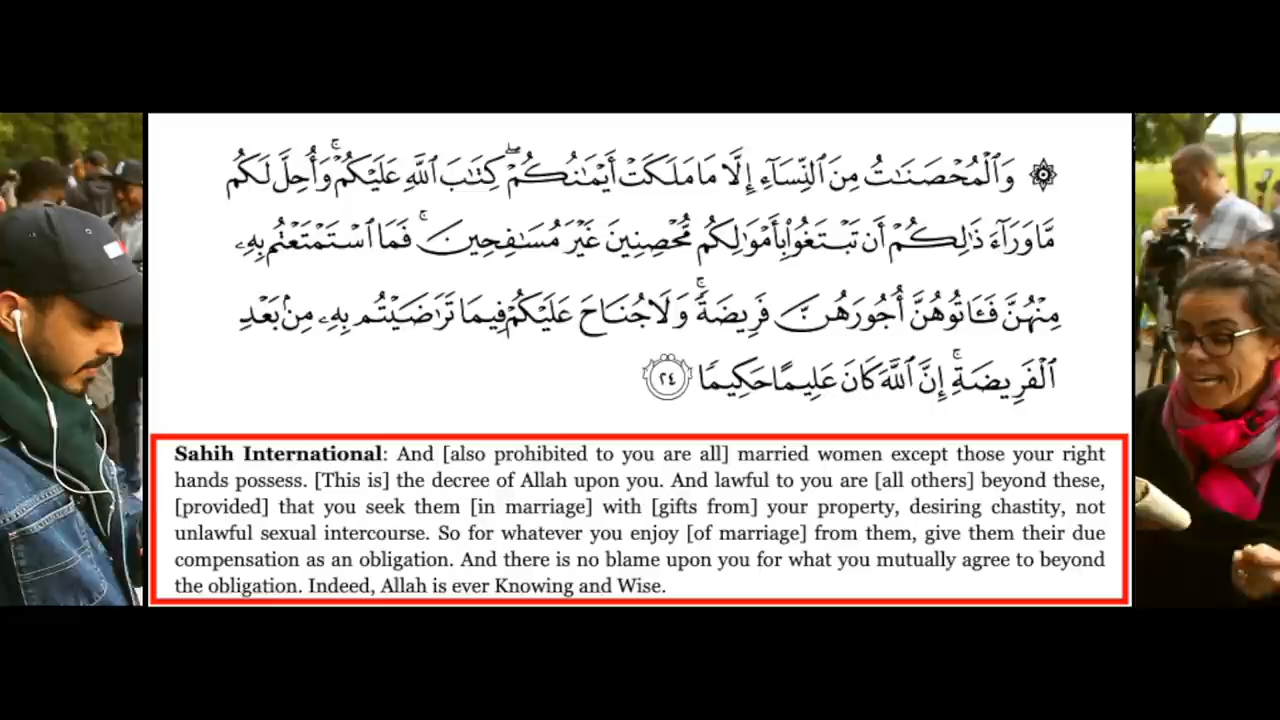 ۞ وَٱلْمُحْصَنَـٰتُ مِنَ ٱلنِّسَآءِ إِلَّا مَا مَلَكَتْ أَيْمَـٰنُكُمْ ۖ كِتَـٰبَ ٱللَّهِ عَلَيْكُمْ ۚ وَأُحِلَّ لَكُم
مَّا وَرَآءَ ذَٰلِكُمْ أَن تَبْتَغُوا۟ بِأَمْوَٰلِكُم مُّحْصِنِينَ غَيْرَ مُسَـٰفِحِينَ ۚ فَمَا ٱسْتَمْتَعْتُم بِهِۦ
مِنْهُنَّ فَـَٔاتُوهُنَّ أُجُورَهُنَّ فَرِيضَةً ۚ وَلَا جُنَاحَ عَلَيْكُمْ فِيمَا تَرَٰضَيْتُم بِهِۦ مِنۢ بَعْدِ
ٱلْفَرِيضَةِ ۚ إِنَّ ٱللَّهَ كَانَ عَلِيمًا حَكِيمًا ٢٤
Sahih International: And [also prohibited to you are all] married women except those your right
hands possess. [This is] the decree of Allah upon you. And lawful to you are [all others] beyond these,
[provided] that you seek them [in marriage] with [gifts from] your property, desiring chastity, not
unlawful sexual intercourse. So for whatever you enjoy [of marriage] from them, give them their due
compensation as an obligation. And there is no blame upon you for what you mutually agree to beyond
the obligation. Indeed, Allah is ever Knowing and Wise.